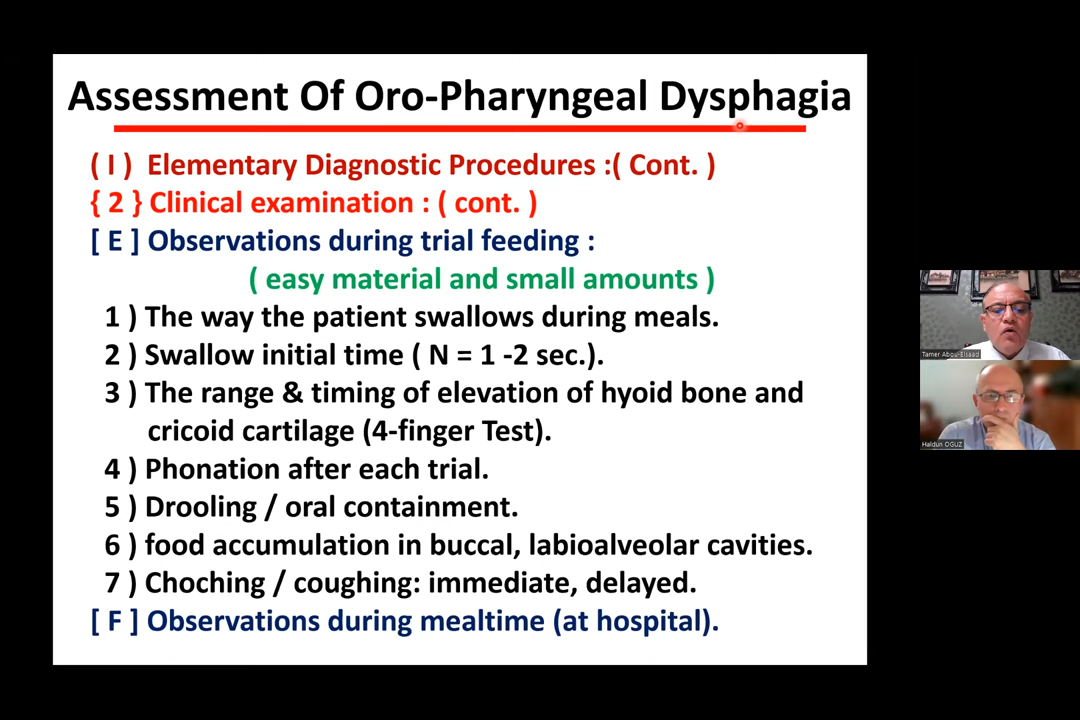 Assessment Of Oro-Pharyngeal Dysphagia
( I ) Elementary Diagnostic Procedures :( Cont. )
{ 2 } Clinical examination : ( cont. )
[ E ] Observations during trial feeding :
( easy material and small amounts )
1 ) The way the patient swallows during meals.
2 ) Swallow initial time ( N = 1 -2 sec.).
3 ) The range & timing of elevation of hyoid bone and
cricoid cartilage (4-finger Test).
4 ) Phonation after each trial.
5 ) Drooling / oral containment.
6 ) food accumulation in buccal, labioalveolar cavities.
7 ) Choching / coughing: immediate, delayed.
[ F ] Observations during mealtime (at hospital).
Tamer Abou-Elsaad
Haldun OGUZ